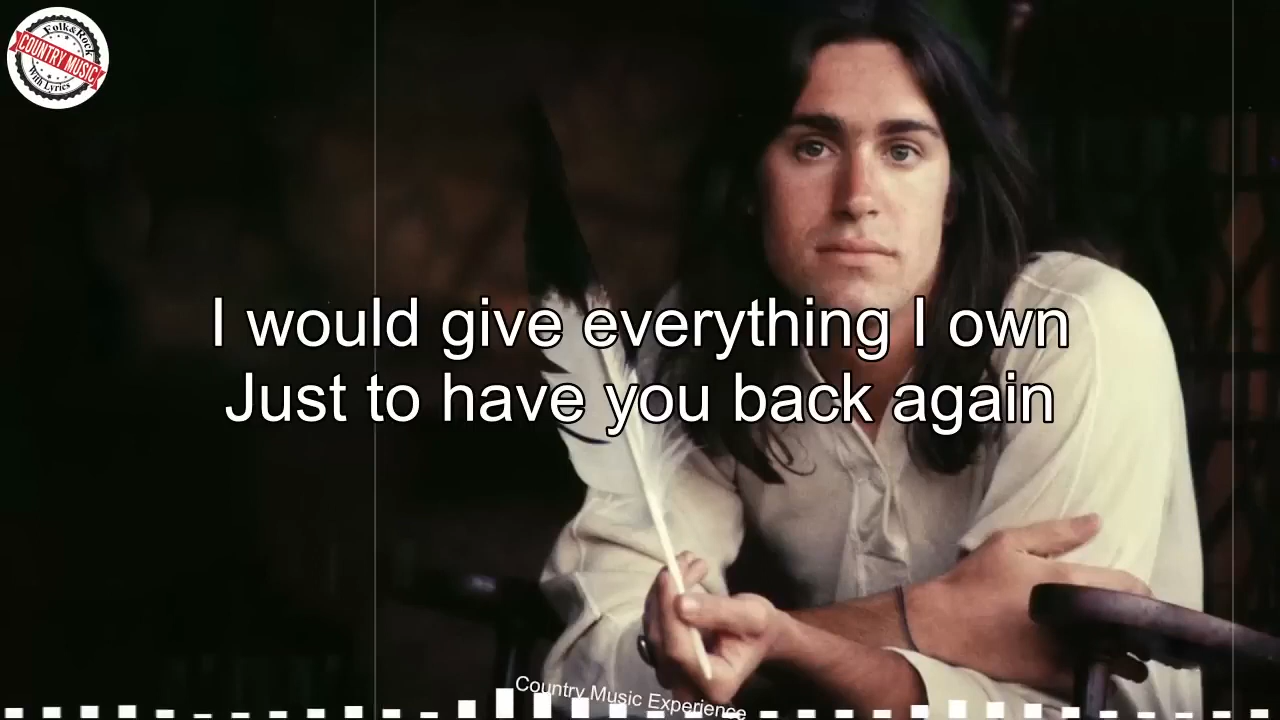 Folk&Rock
COUNTRY MUSIC
With Lyrics
I would give everything I own
Just to have you back again
Country Music Experience